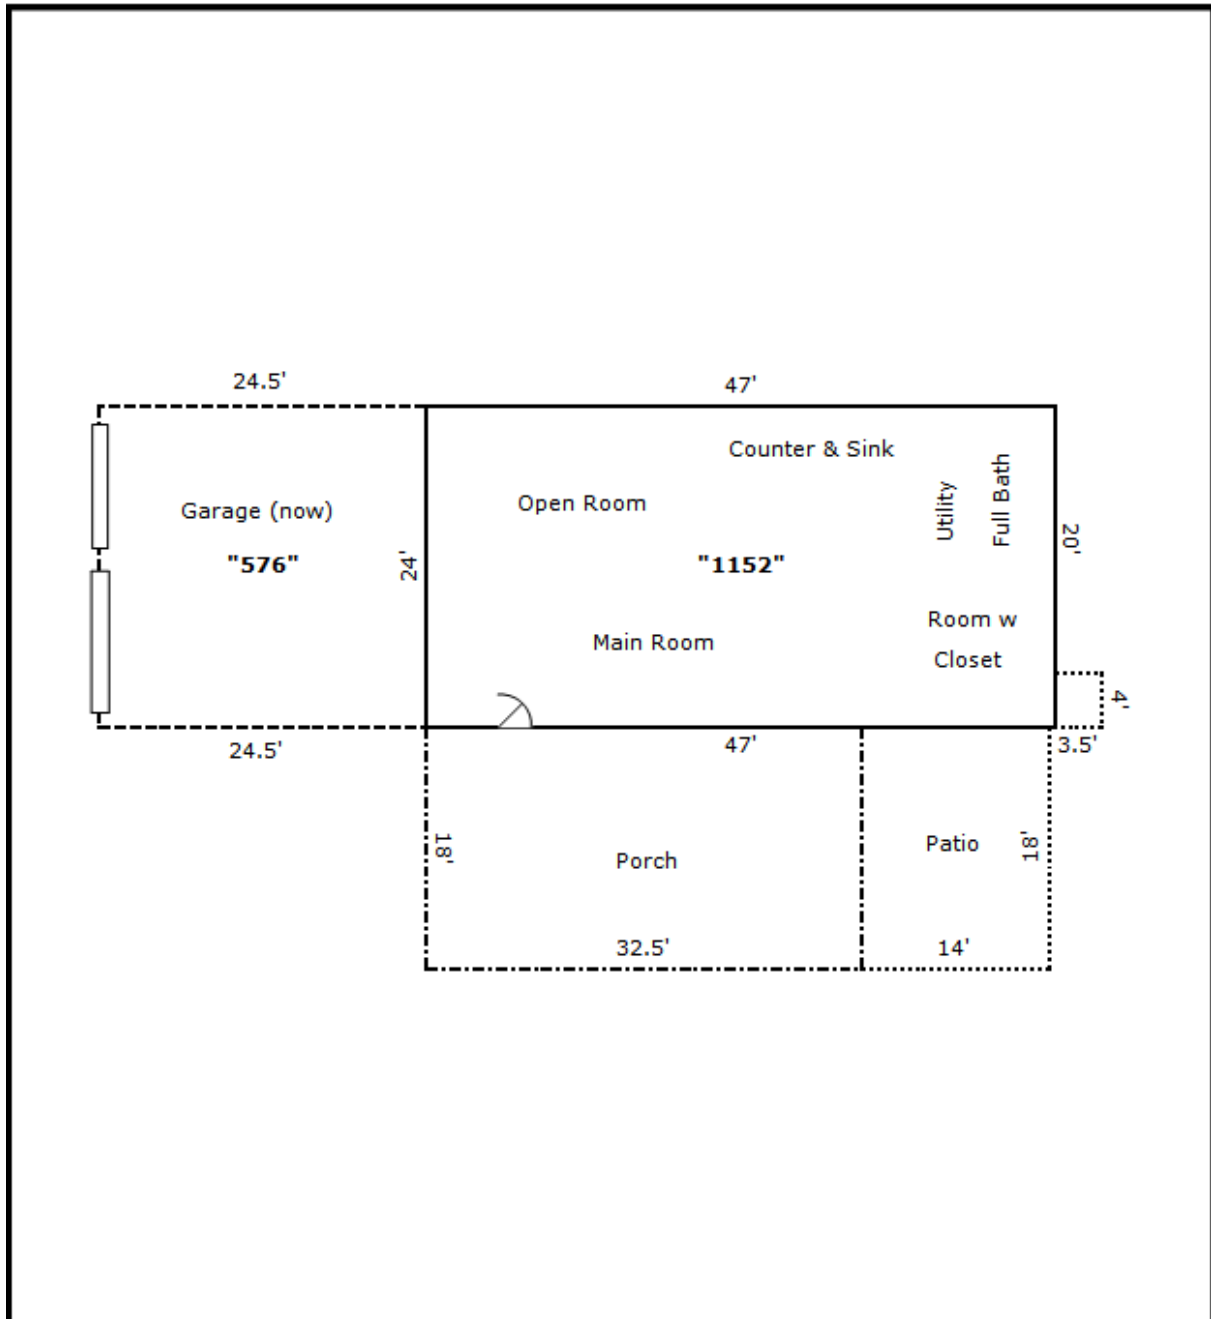 24.5'
47'
Counter & Sink
Open Room
Garage (now)
Utility
Full Bath
"576"
24'
"1152"
20'
Room w
Closet
Main Room
4'
24.5'
47'
3.5'
18'
Porch
Patio
18'
32.5'
14'